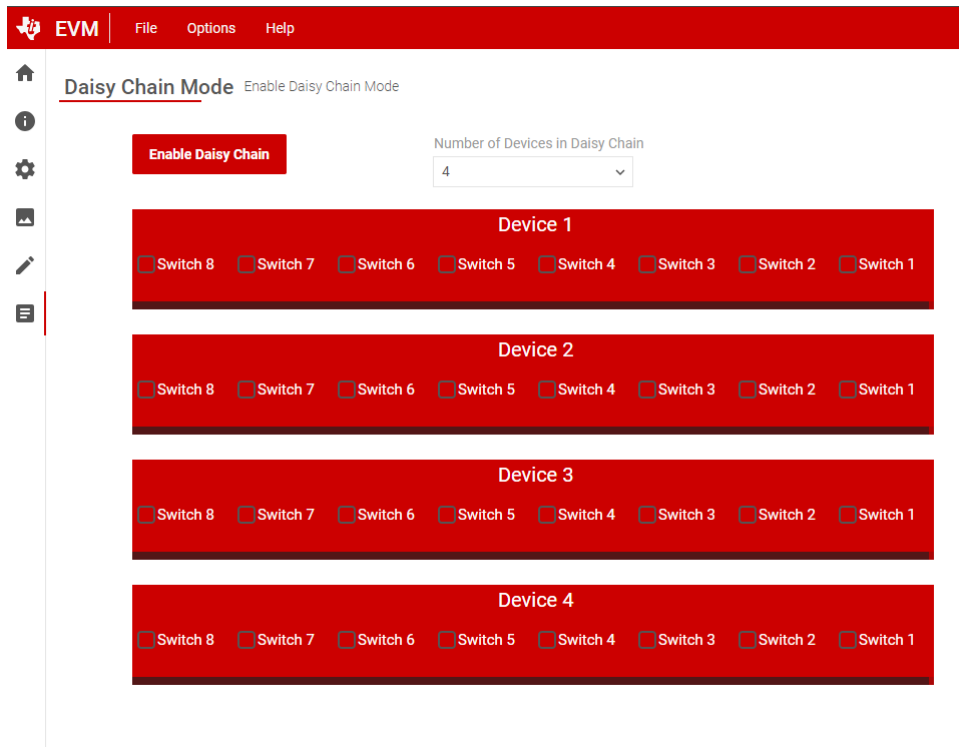 EVM File Options Help
Daisy Chain Mode Enable Daisy Chain Mode
Number of Devices in Daisy Chain
Enable Daisy Chain
4
Device 1
Switch 8 Switch 7 Switch 6 Switch 5 Switch 4 Switch 3 Switch 2 Switch 1
Device 2
Switch 8 Switch 7 Switch 6 Switch 5 Switch 4 Switch 3 Switch 2 Switch 1
Device 3
Switch 8 Switch 7 Switch 6 Switch 5 Switch 4 Switch 3 Switch 2 Switch 1
Device 4
Switch 8 Switch 7 Switch 6 Switch 5 Switch 4 Switch 3 Switch 2 Switch 1